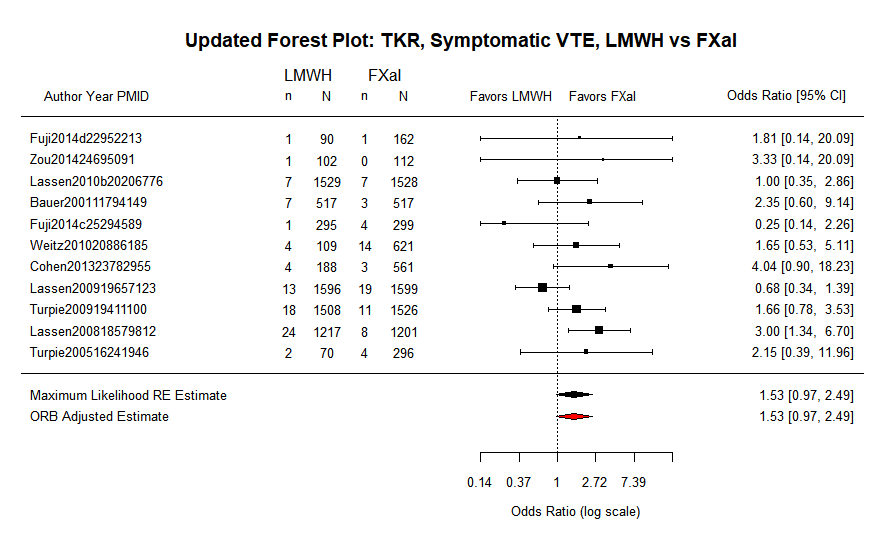 Updated Forest Plot: TKR, Symptomatic VTE, LMWH vs FXaI
LMWH FXaI
Author Year PMID n N n N Favors LMWH Favors FXaI Odds Ratio [95% CI]
Fuji2014d22952213 1 90 1 162 1.81 [0.14, 20.09]
Zou201424695091 1 102 0 112 3.33 [0.14, 20.09]
Lassen2010b20206776 7 1529 7 1528 1.00 [0.35, 2.86]
Bauer200111794149 7 517 3 517 2.35 [0.60, 9.14]
Fuji2014c25294589 1 295 4 299 0.25 [0.14, 2.26]
Weitz201020886185 4 109 14 621 1.65 [0.53, 5.11]
Cohen201323782955 4 188 3 561 4.04 [0.90, 18.23]
Lassen200919657123 13 1596 19 1599 0.68 [0.34, 1.39]
Turpie200919411100 18 1508 11 1526 1.66 [0.78, 3.53]
Lassen200818579812 24 1217 8 1201 3.00 [1.34, 6.70]
Turpie200516241946 2 70 4 296 2.15 [0.39, 11.96]
Maximum Likelihood RE Estimate 1.53 [0.97, 2.49]
ORB Adjusted Estimate 1.53 [0.97, 2.49]
0.14 0.37 1 2.72 7.39
Odds Ratio (log scale)